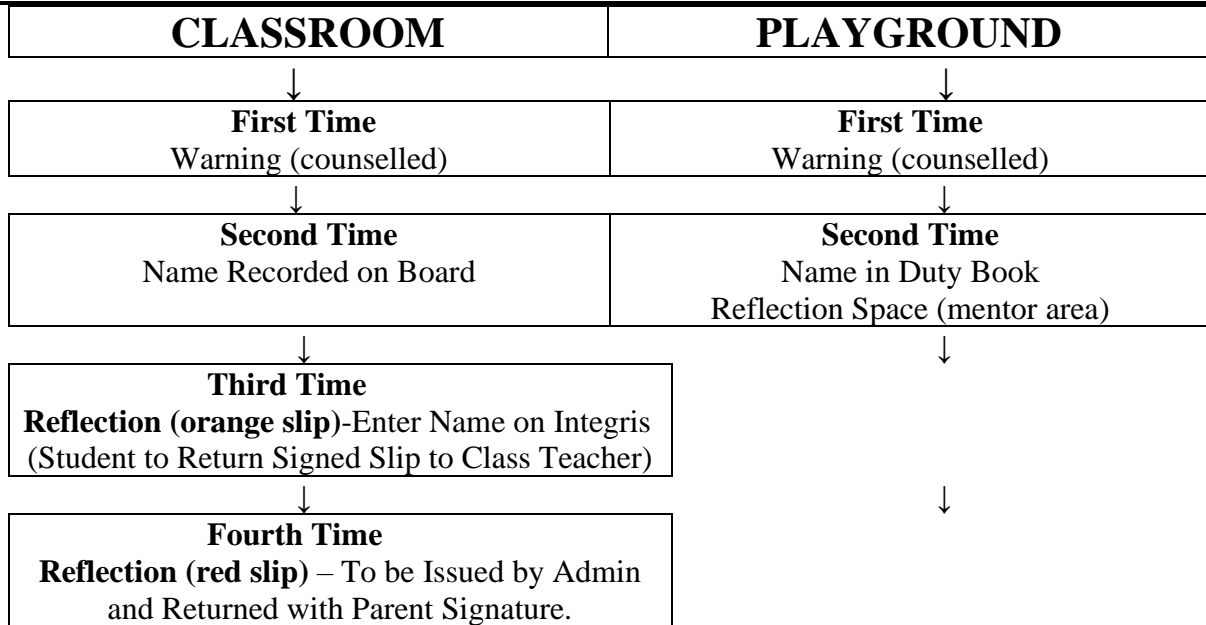 CLASSROOM PLAYGROUND
↓ ↓
First Time First Time
Warning (counselled) Warning (counselled)
↓ ↓
Second Time Second Time
Name Recorded on Board Name in Duty Book
Reflection Space (mentor area)
↓ ↓
Third Time
Reflection (orange slip)-Enter Name on Integris
(Student to Return Signed Slip to Class Teacher)
↓ ↓
Fourth Time
Reflection (red slip) – To be Issued by Admin
and Returned with Parent Signature.